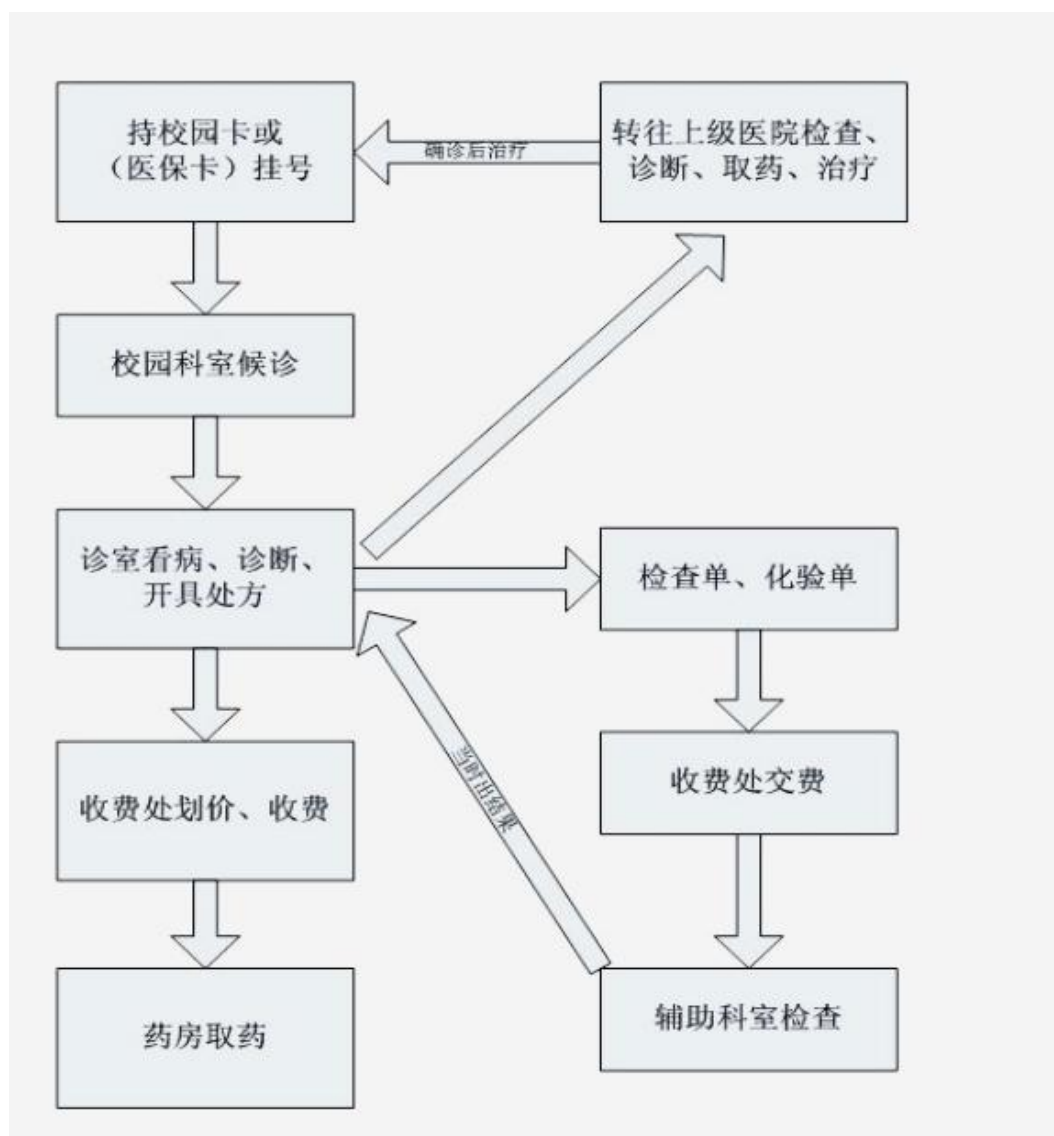 持校园卡或
（医保卡）挂号
确诊后治疗
转往上级医院检查、
诊断、取药、治疗
校园科室候诊
诊室看病、诊断、
开具处方
检查单、化验单
收费处划价、收费
当时出结果
收费处交费
药房取药
辅助科室检查